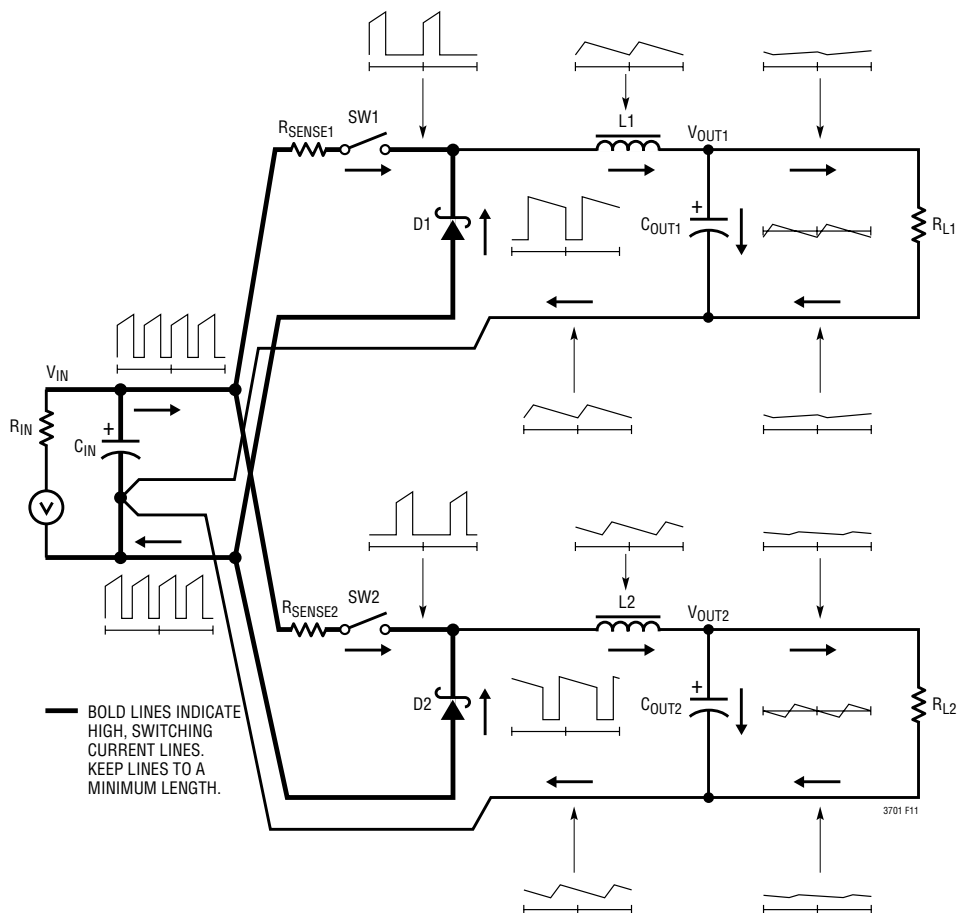 SW1
RSENSE1
L1
VOUT1
D1
+
COUT1
RL1
VIN
RIN
+
CIN
V
SW2
RSENSE2
L2
VOUT2
D2
+
COUT2
RL2
BOLD LINES INDICATE
HIGH, SWITCHING
CURRENT LINES.
KEEP LINES TO A
MINIMUM LENGTH.
3701 F11